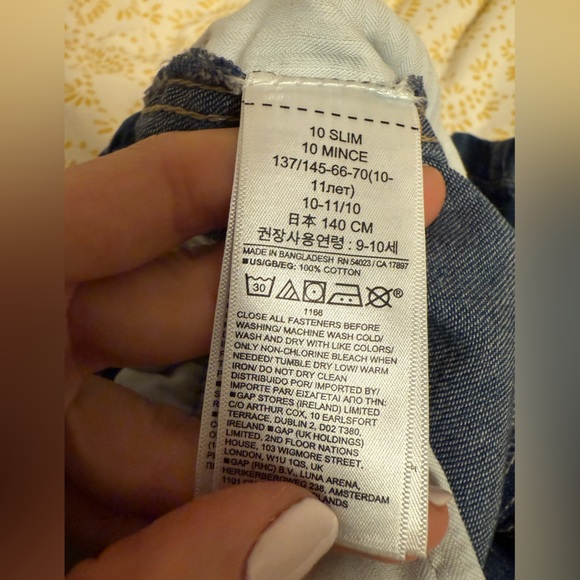 10 SLIM
10 MINCE
137/145-66-70(10-
11лет)
10-11/10
日本 140 CM
권장사용연령 : 9-10세
MADE IN BANGLADESH RN 54023 / CA 17897
■US/GB/EG: 100% COTTON
30
®
1166
CLOSE ALL FASTENERS BEFORE
WASHING/ MACHINE WASH COLD/
WASH AND DRY WITH LIKE COLORS/
ONLY NON-CHLORINE BLEACH WHEN
NEEDED/ TUMBLE DRY LOW/ WARM
IRON/ DO NOT DRY CLEAN
DISTRIBUIDO POR/ IMPORTED BY/
IMPORTE PAR/ ΕΙΣΑΓΕΤΑΙ ΑΠΟ ΤΗΝ:
■GAP STORES (IRELAND) LIMITED
C/O ARTHUR COX, 10 EARLSFORT
TERRACE, DUBLIN 2, D02 T380,
IRELAND ■GAP (UK HOLDINGS)
LIMITED, 2ND FLOOR NATIONS
HOUSE, 103 WIGMORE STREET,
LONDON, W1U 1QS, UK
■GAP (RHC) B.V., LUNA ARENA,
HERIKERBERGWEG 238, AMSTERDAM
1101